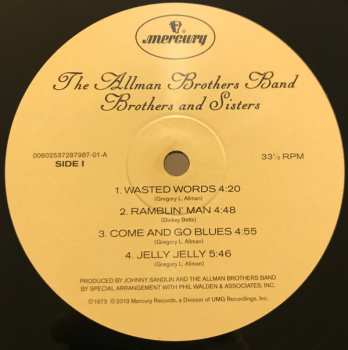 mercury
The Allman Brothers Band
Brothers and Sisters
00602537287987-01-A
SIDE I
33⅓ RPM
1. WASTED WORDS 4:20
(Gregory L. Allman)
2. RAMBLIN' MAN 4:48
(Dickey Betts)
3. COME AND GO BLUES 4:55
(Gregory L. Allman)
4. JELLY JELLY 5:46
(Gregory L. Allman)
PRODUCED BY JOHNNY SANDLIN AND THE ALLMAN BROTHERS BAND
BY SPECIAL ARRANGEMENT WITH PHIL WALDEN & ASSOCIATES, INC.
℗1973 ©2013 Mercury Records, a Division of UMG Recordings, Inc.